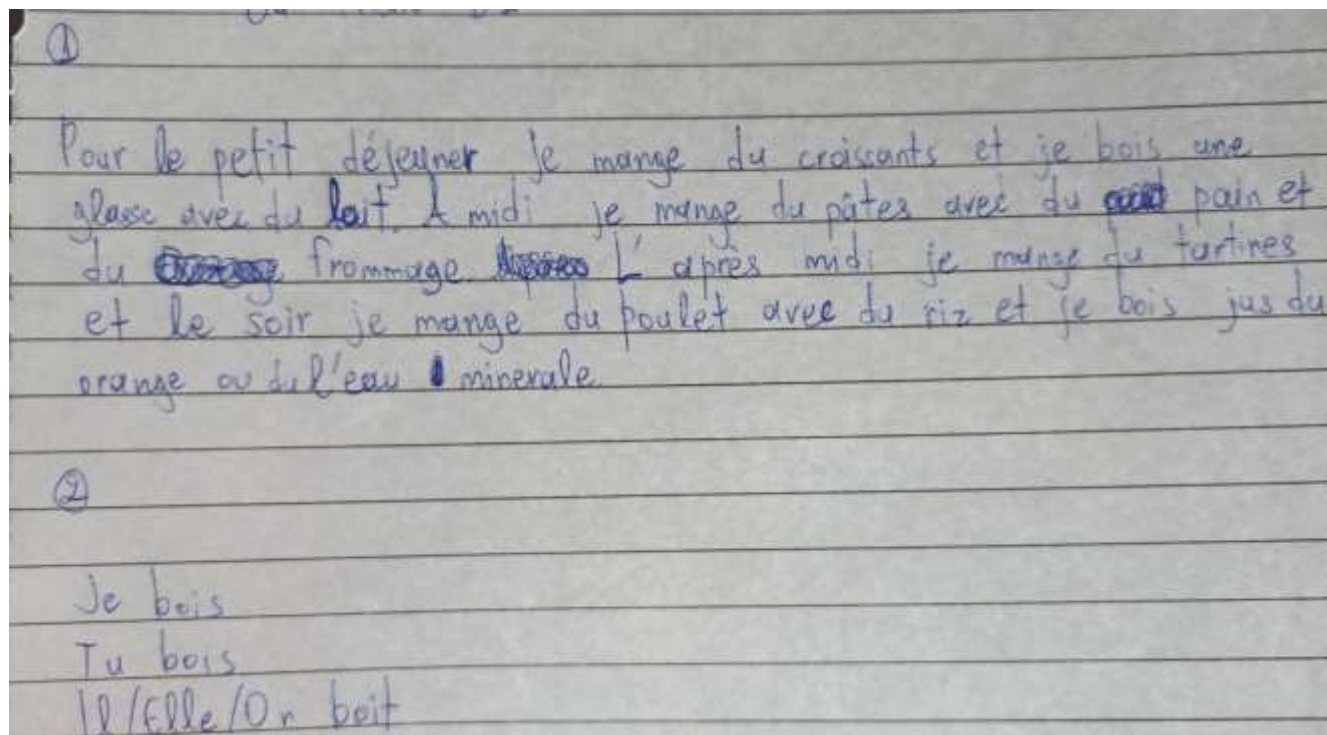 ①
Pour le petit déjeuner je mange du croissants et je bois une
glasse avec du lait. A midi je mange du pâtes avec du pain et
du frommage L'après midi je mange du tartines
et le soir je mange du poulet avec du riz et je bois jus du
orange ou du l'eau minerale.
②
Je bois
Tu bois
Il/Elle/On boit